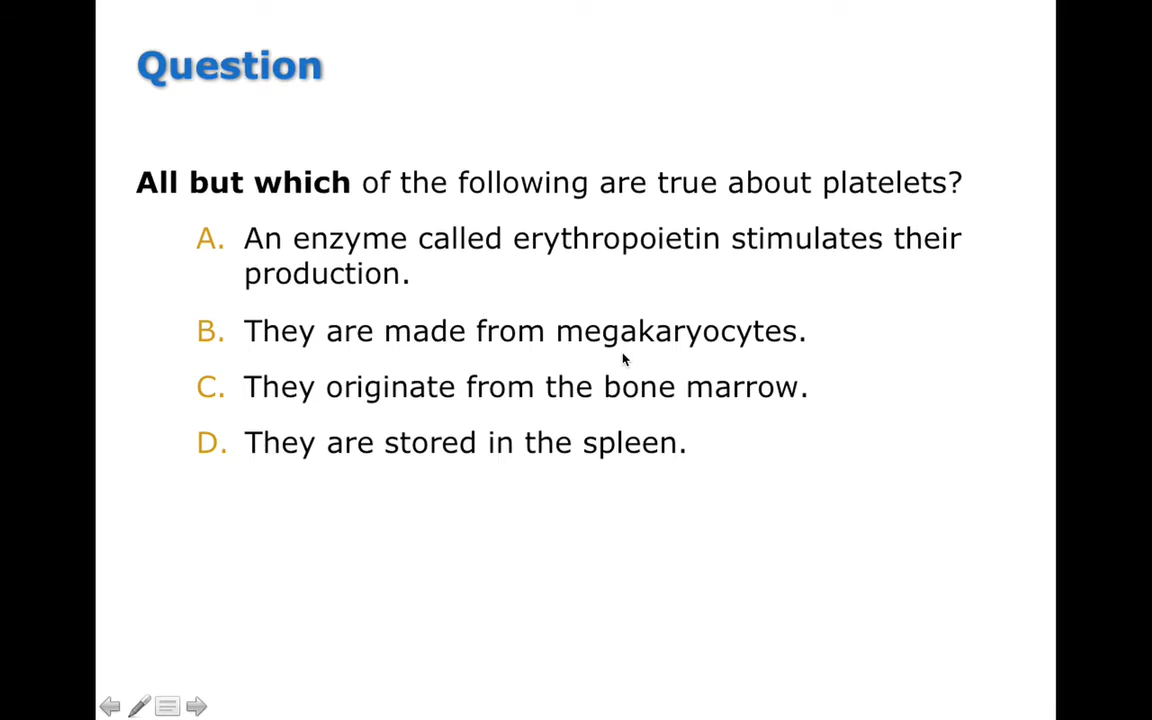 Question
All but which of the following are true about platelets?
A. An enzyme called erythropoietin stimulates their
production.
B. They are made from megakaryocytes.
C. They originate from the bone marrow.
D. They are stored in the spleen.